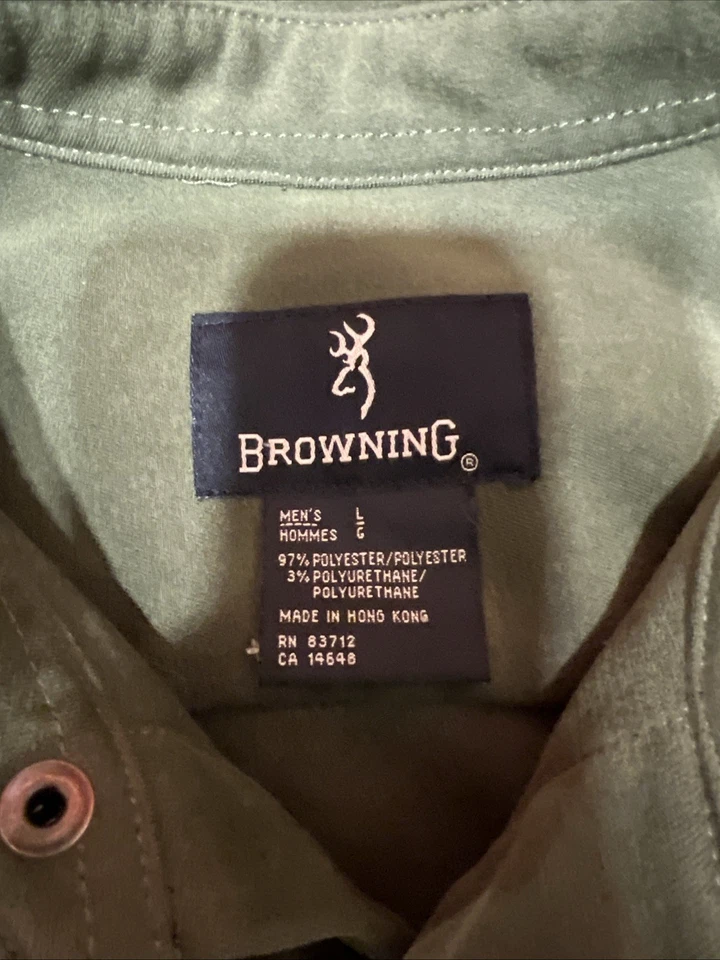 BROWNING®
MEN'S L
HOMMES G
97% POLYESTER/POLYESTER
3% POLYURETHANE/
POLYURETHANE
MADE IN HONG KONG
RN 83712
CA 14648